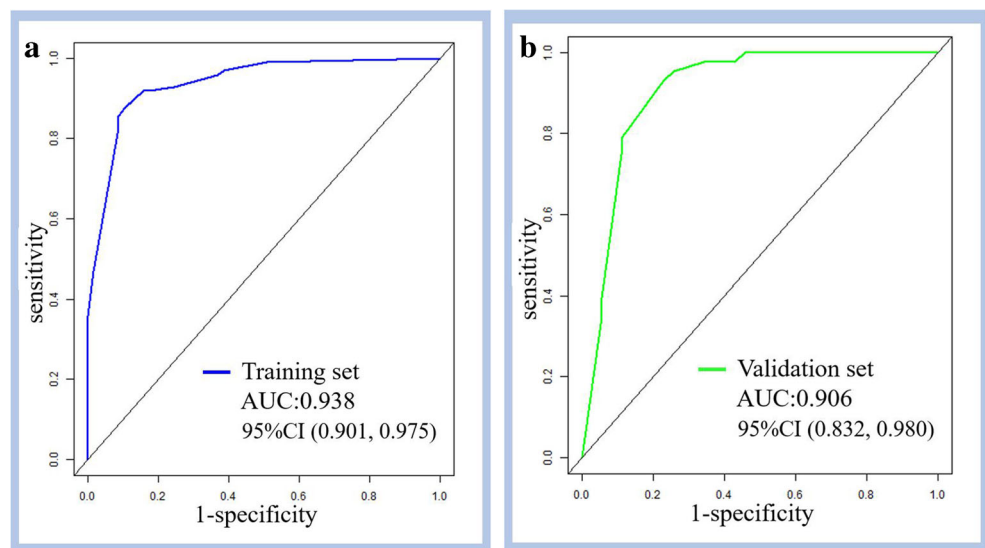 a
1.0
0.8
0.6
0.4
0.2
0.0
sensitivity
Training set
AUC:0.938
95%CI (0.901, 0.975)
0.0 0.2 0.4 0.6 0.8 1.0
1-specificity
b
1.0
0.8
0.6
0.4
0.2
0.0
sensitivity
Validation set
AUC:0.906
95%CI (0.832, 0.980)
0.0 0.2 0.4 0.6 0.8 1.0
1-specificity